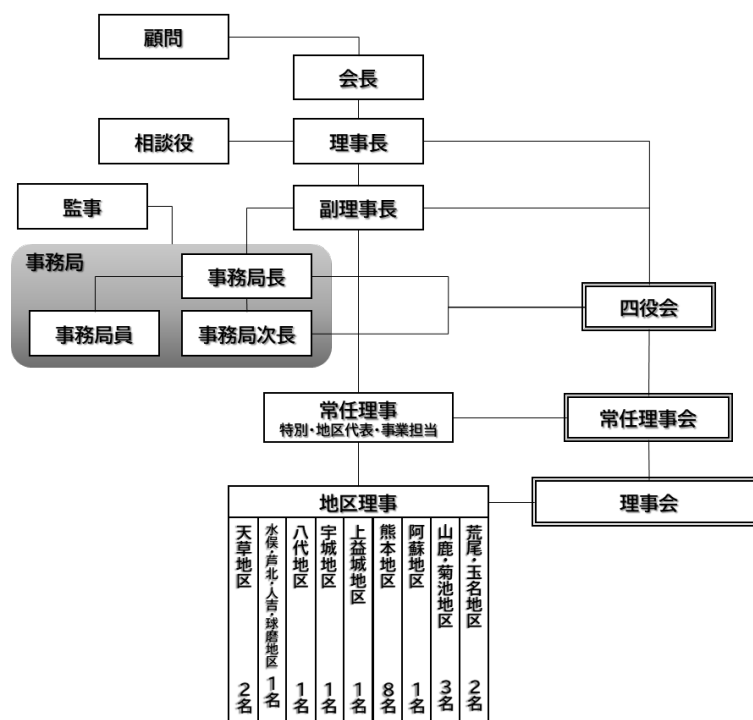 顧問
会長
相談役
理事長
監事
副理事長
事務局
事務局長
事務局員
事務局次長
四役会
常任理事
特別・地区代表・事業担当
常任理事会
地区理事
理事会
天草地区 2名
水俣・芦北・人吉・球磨地区 1名
八代地区 1名
宇城地区 1名
上益城地区 1名
熊本地区 8名
阿蘇地区 1名
山鹿・菊池地区 3名
荒尾・玉名地区 2名